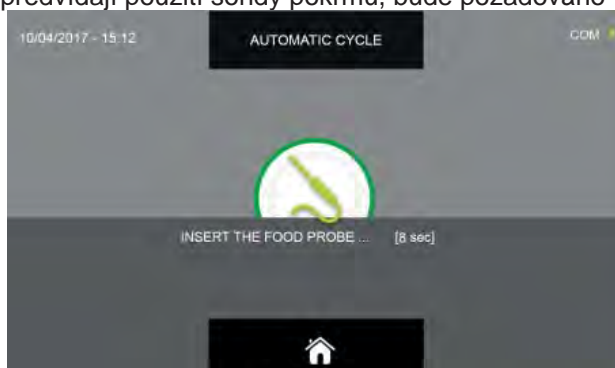 předvídají použití sondy pokrmu, bude požadováno
10/04/2017 - 15:12
AUTOMATIC CYCLE
COM
INSERT THE FOOD PROBE ... [8 sec]